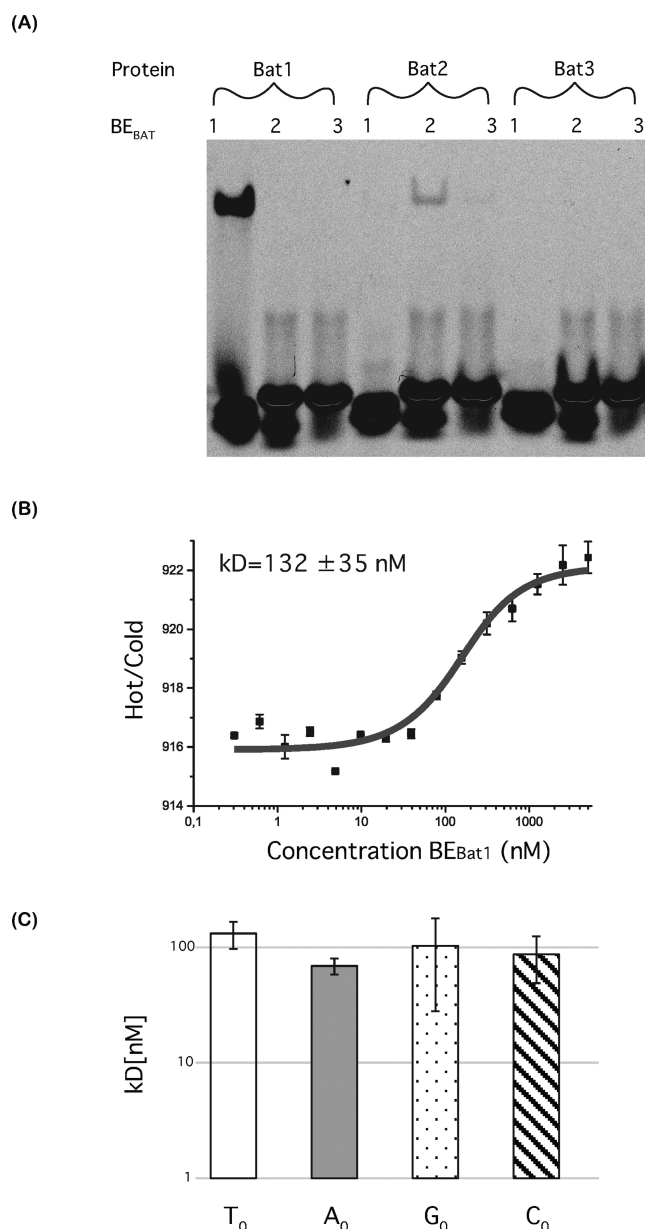 (A)
Protein Bat1 Bat2 Bat3
BEBAT 1 2 3 1 2 3 1 2 3
(B)
kD=132 ±35 nM
Hot/Cold
922
920
918
916
914
0,1 1 10 100 1000
Concentration BEBat1 (nM)
(C)
kD[nM]
100
10
1
T0 A0 G0 C0